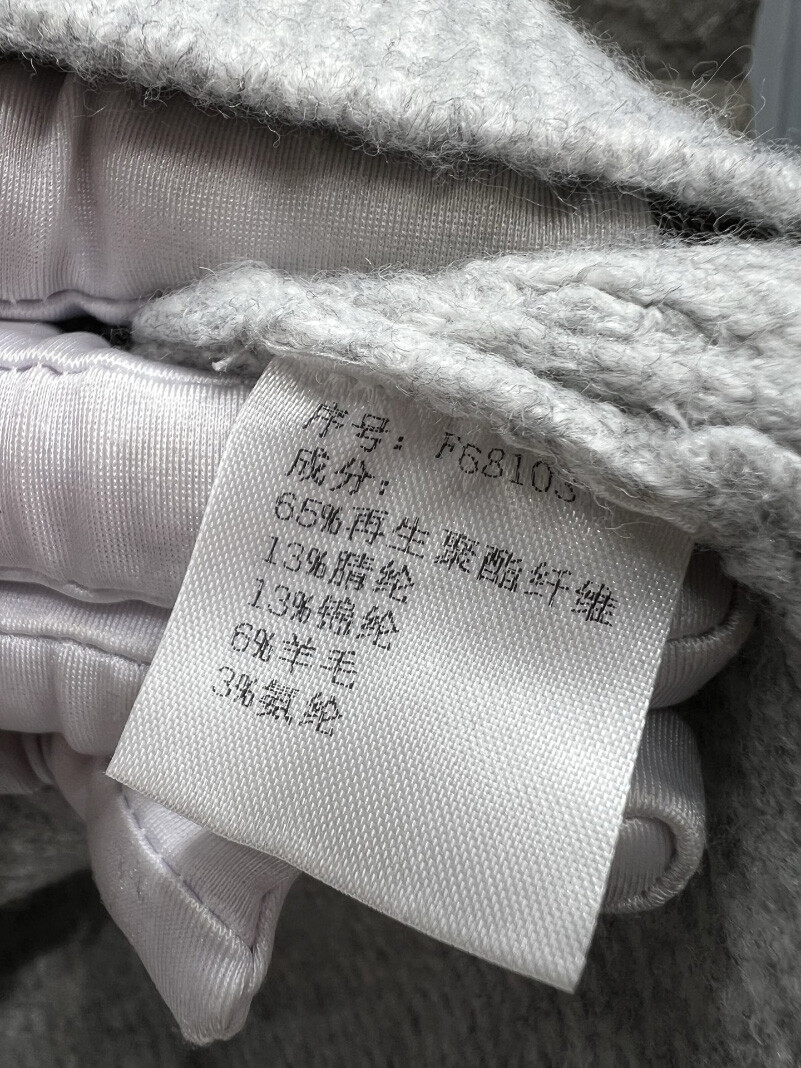 序号: F68103
成分:
65%再生聚酯纤维
13%腈纶
13%锦纶
6%羊毛
3%氨纶